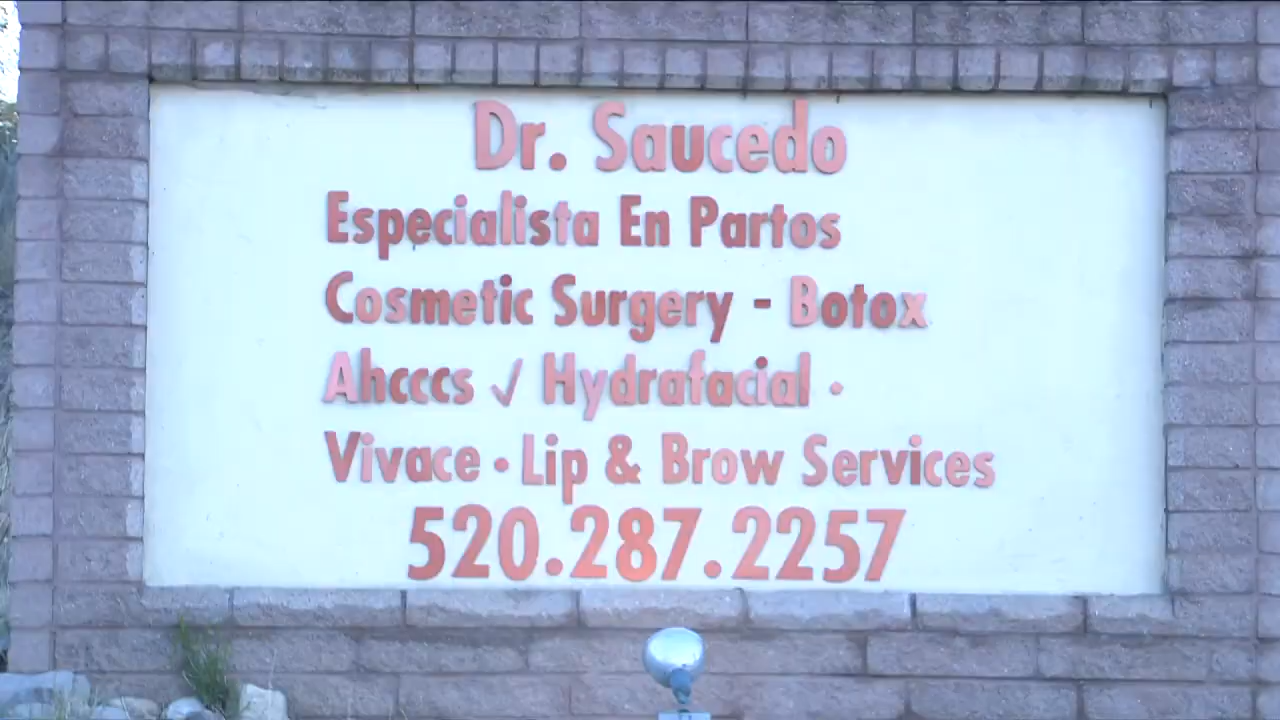 Dr. Saucedo
Especialista En Partos
Cosmetic Surgery - Botox
Ahcccs √ Hydrafacial •
Vivace • Lip & Brow Services
520.287.2257